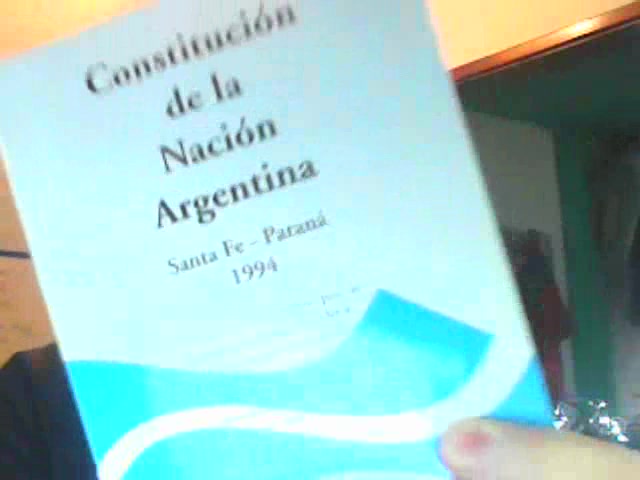 Constitución
de la
Nación
Argentina
Santa Fe - Paraná
1994